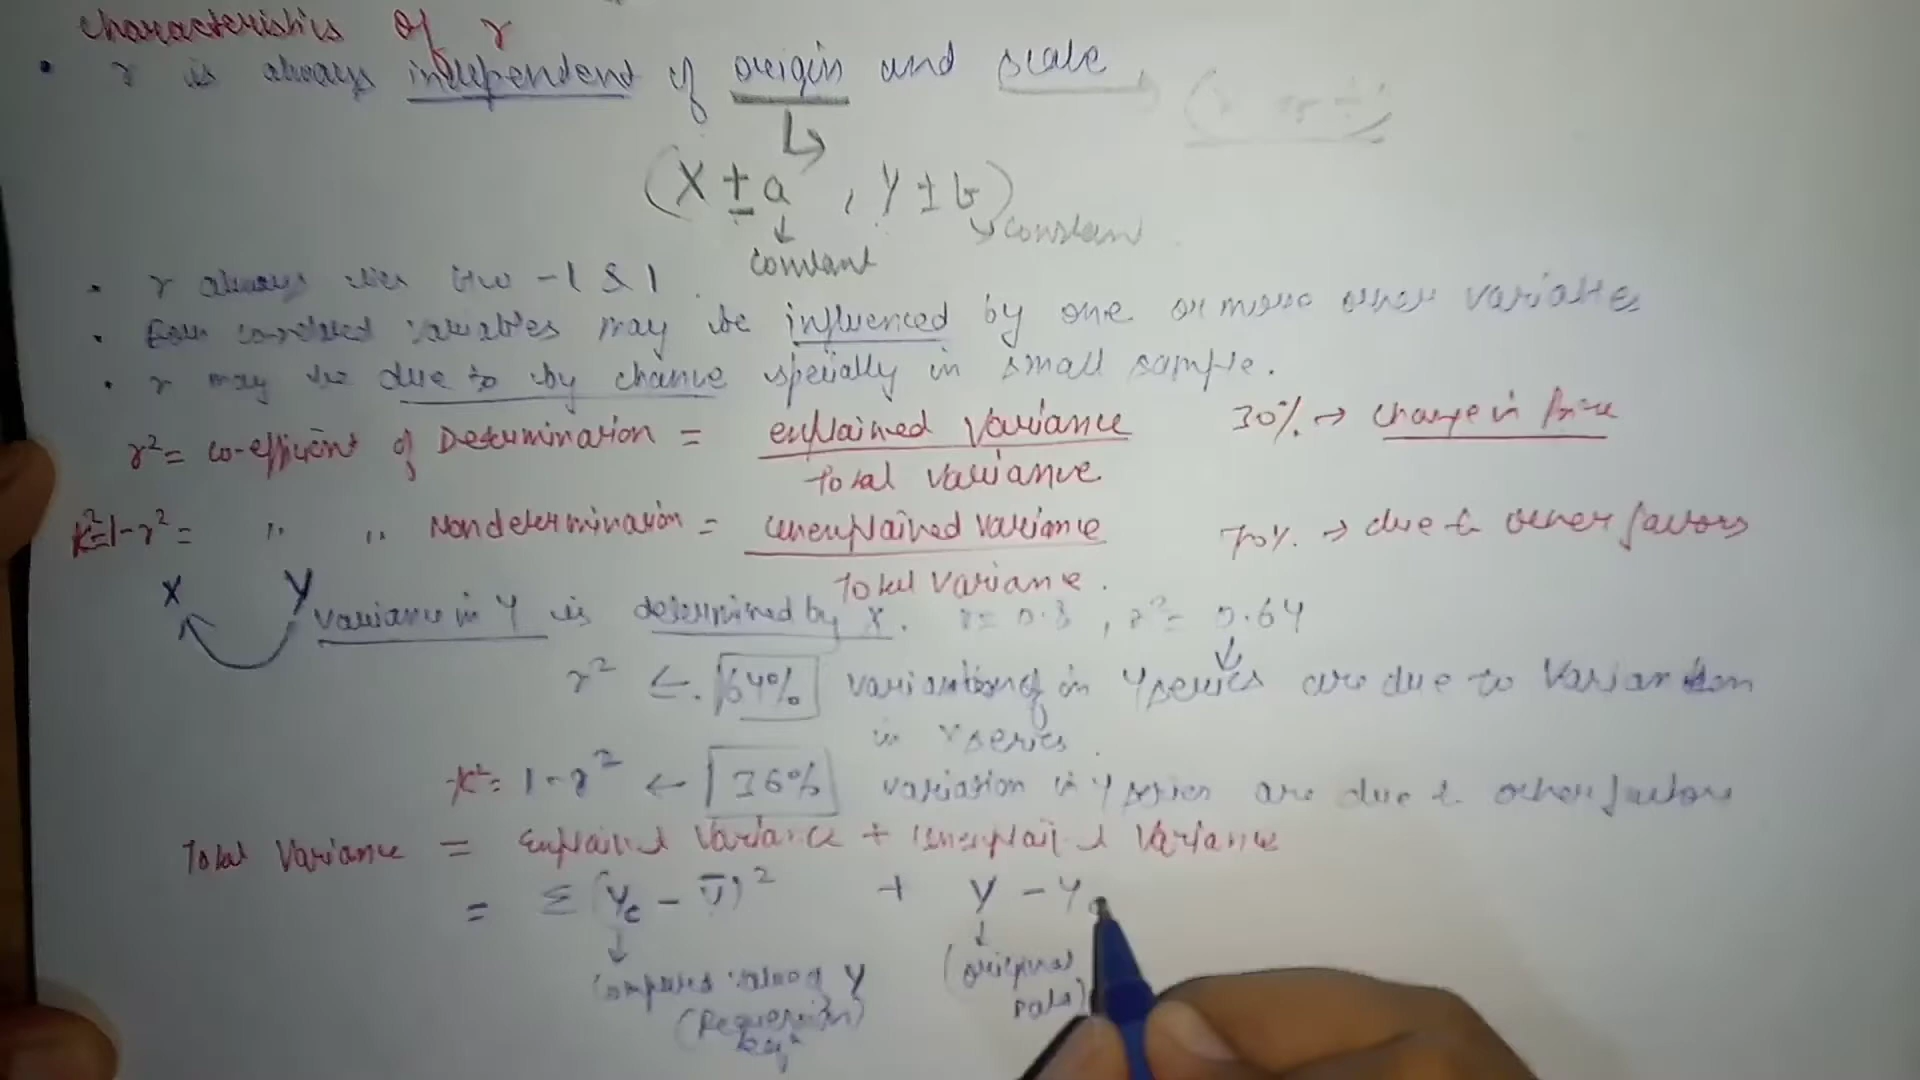 characteristics of r
• r is always independent of origin and scale
(X ± a , Y ± b)
constant
constant
• r always lies btw -1 & 1.
• correlated variables may be influenced by one or more other variables
• r may be due to by chance specially in small sample.
r² = co-efficient of Determination = explained variance / Total variance
30% → change in Price
K²=1-r² = " " Nondetermination = unexplained variance / Total variance.
70% → due to other factors
X Y
variance in Y is determined by X. r = 0.8, r² = 0.64
r² ← 64% in Y series are due to
in X series.
K² = 1 - r² ← 36% variation in Y series are due to other factors
Total Variance = Explained Variance + Unexplained Variance
= Σ (Yc - Ȳ)² + Y - Y
value of Y
(original data)
(Regression Eqn)